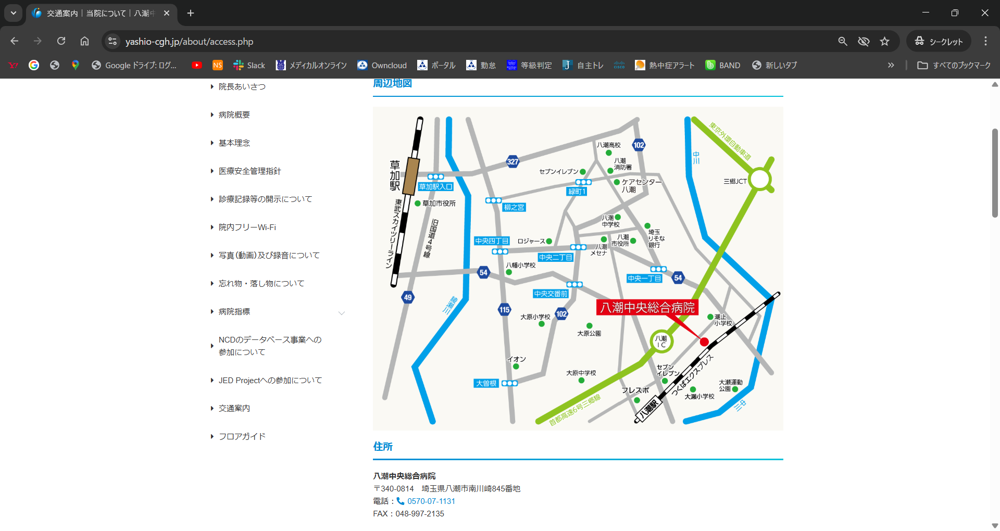 交通案内｜当院について｜八潮中
yashio-cgh.jp/about/access.php
シークレット
Google ドライブ: ログ...
NS
Slack
メディカルオンライン
Owncloud
ポータル
勤怠
等級判定
自主トレ
cisco
熱中症アラート
BAND
新しいタブ
すべてのブックマーク
院長あいさつ
病院概要
基本理念
医療安全管理指針
診療記録等の開示について
院内フリーWi-Fi
写真（動画）及び録音について
忘れ物・落し物について
病院指標
NCDのデータベース事業への
参加について
JED Projectへの参加について
交通案内
フロアガイド
周辺地図
東京外環自動車道
八潮高校
102
中川
327
八潮
消防署
草加駅
セブンイレブン
草加駅入口
ケアセンター
八潮
三郷JCT
緑町1
東武スカイツリーライン
草加市役所
柳之宮
旧国道4号線
八潮
中学校
埼玉
りそな
銀行
中央四丁目
ロジャース
八潮
市役所
八潮
メセナ
中央二丁目
八幡小学校
54
中央一丁目
54
中央交番前
49
綾瀬川
八潮中央総合病院
115
大原小学校
102
潮止
小学校
大原公園
八潮
IC
イオン
つくばエクスプレス
セブン
イレブン
大原中学校
大曽根
フレスポ
大瀬運動
公園
大瀬小学校
首都高速6号三郷線
八潮駅
中川
住所
八潮中央総合病院
〒340-0814　埼玉県八潮市南川崎845番地
電話：0570-07-1131
FAX：048-997-2135